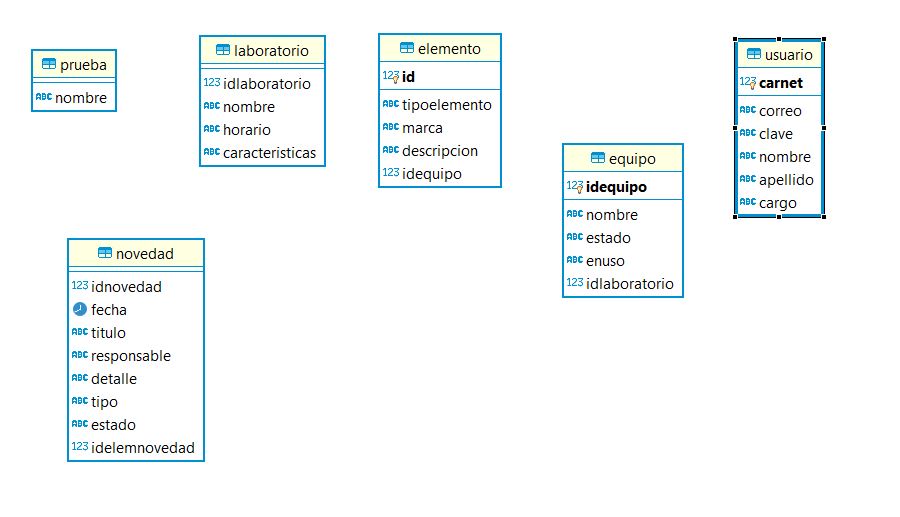 prueba
ABC nombre
laboratorio
123 idlaboratorio
ABC nombre
ABC horario
ABC caracteristicas
elemento
123 id
ABC tipoelemento
ABC marca
ABC descripcion
123 idequipo
equipo
123 idequipo
ABC nombre
ABC estado
ABC enuso
123 idlaboratorio
usuario
123 carnet
ABC correo
ABC clave
ABC nombre
ABC apellido
ABC cargo
novedad
123 idnovedad
fecha
ABC titulo
ABC responsable
ABC detalle
ABC tipo
ABC estado
123 idelemnovedad